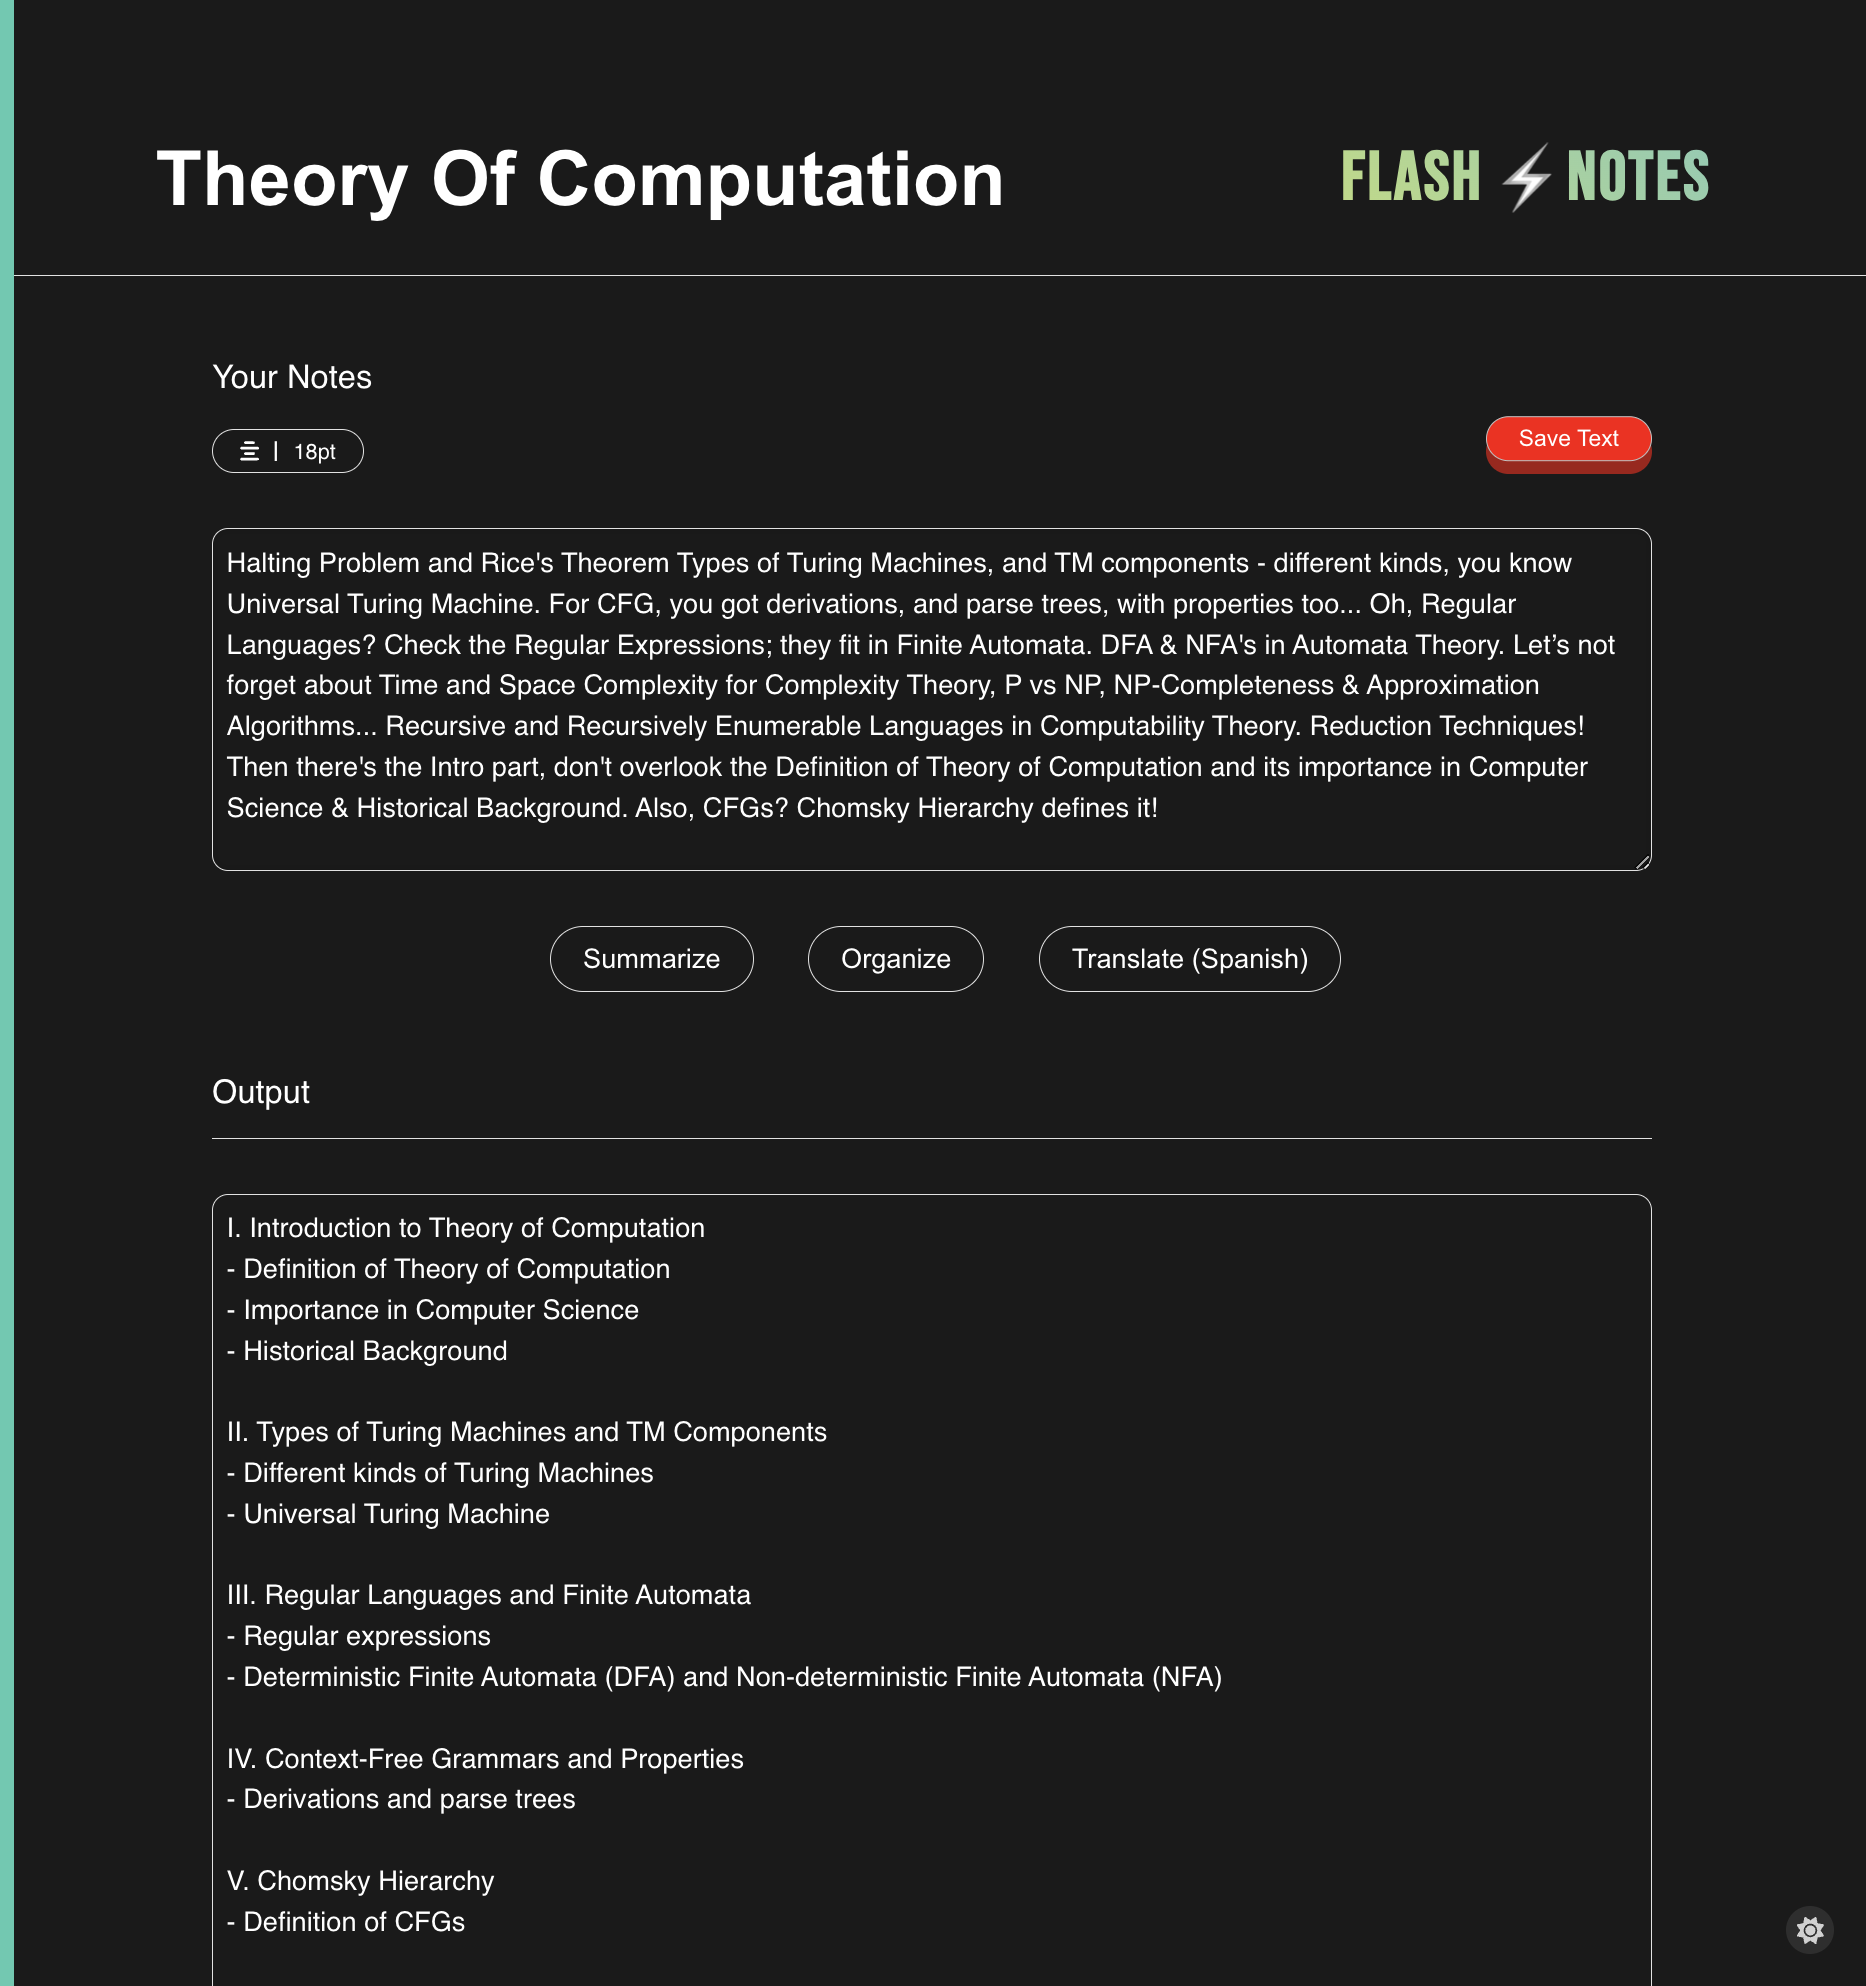 Theory Of Computation
FLASH ⚡ NOTES
Your Notes
| 18pt
Save Text
Halting Problem and Rice's Theorem Types of Turing Machines, and TM components - different kinds, you know
Universal Turing Machine. For CFG, you got derivations, and parse trees, with properties too... Oh, Regular
Languages? Check the Regular Expressions; they fit in Finite Automata. DFA & NFA's in Automata Theory. Let’s not
forget about Time and Space Complexity for Complexity Theory, P vs NP, NP-Completeness & Approximation
Algorithms... Recursive and Recursively Enumerable Languages in Computability Theory. Reduction Techniques!
Then there's the Intro part, don't overlook the Definition of Theory of Computation and its importance in Computer
Science & Historical Background. Also, CFGs? Chomsky Hierarchy defines it!
Summarize
Organize
Translate (Spanish)
Output
I. Introduction to Theory of Computation
- Definition of Theory of Computation
- Importance in Computer Science
- Historical Background
II. Types of Turing Machines and TM Components
- Different kinds of Turing Machines
- Universal Turing Machine
III. Regular Languages and Finite Automata
- Regular expressions
- Deterministic Finite Automata (DFA) and Non-deterministic Finite Automata (NFA)
IV. Context-Free Grammars and Properties
- Derivations and parse trees
V. Chomsky Hierarchy
- Definition of CFGs